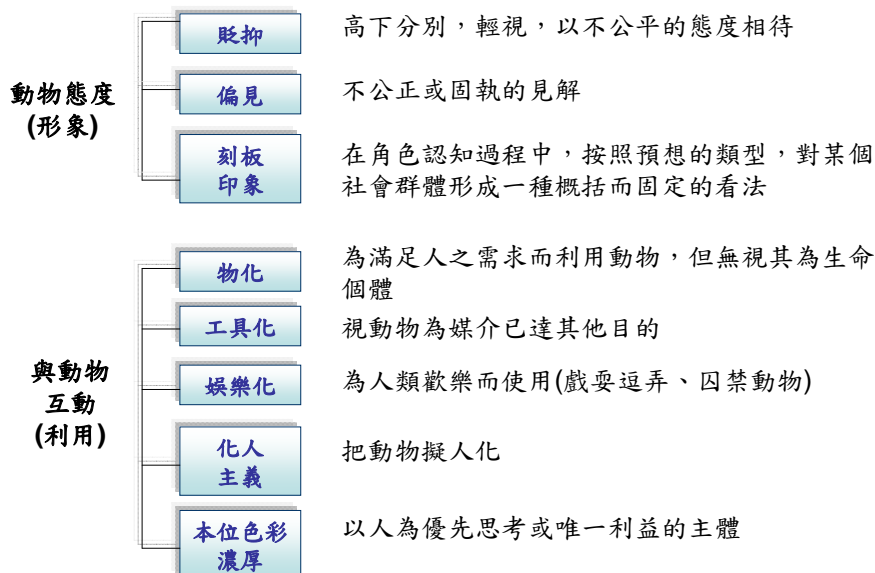 動物態度
(形象)
貶抑
高下分別，輕視，以不公平的態度相待
偏見
不公正或固執的見解
刻板
印象
在角色認知過程中，按照預想的類型，對某個
社會群體形成一種概括而固定的看法
與動物
互動
(利用)
物化
為滿足人之需求而利用動物，但無視其為生命
個體
工具化
視動物為媒介已達其他目的
娛樂化
為人類歡樂而使用(戲耍逗弄、囚禁動物)
化人
主義
把動物擬人化
本位色彩
濃厚
以人為優先思考或唯一利益的主體